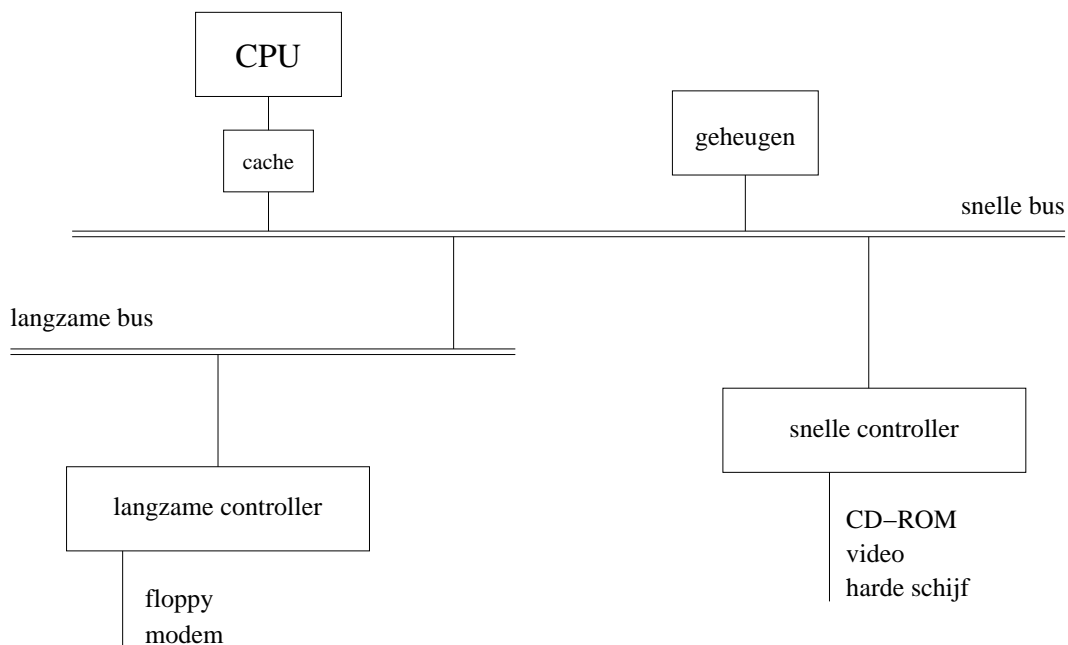 CPU
cache
geheugen
snelle bus
langzame bus
snelle controller
langzame controller
CD−ROM
video
harde schijf
floppy
modem